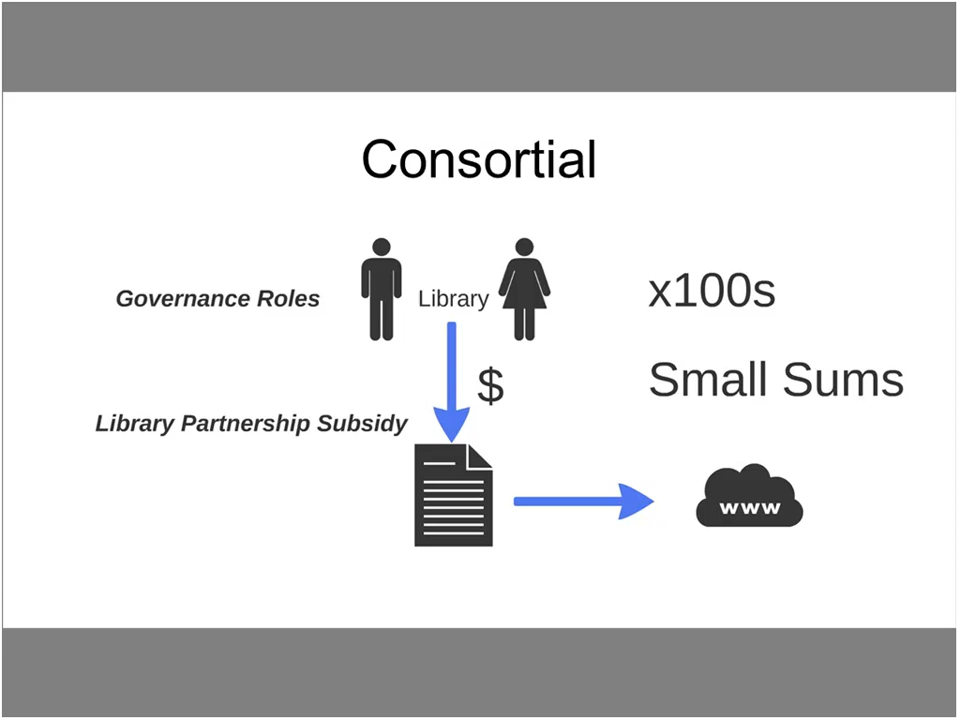 Consortial
Governance Roles
Library
x100s
$
Small Sums
Library Partnership Subsidy
www